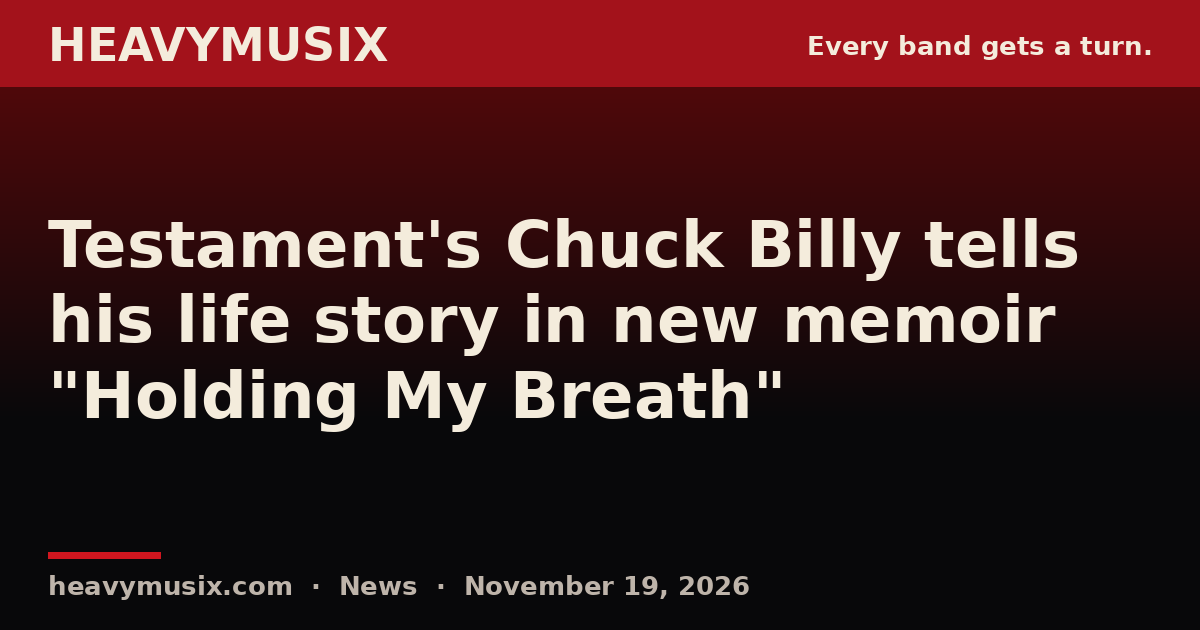 HEAVYMUSIX
Every band gets a turn.
Testament's Chuck Billy tells
his life story in new memoir
"Holding My Breath"
heavymusix.com · News · November 19, 2026